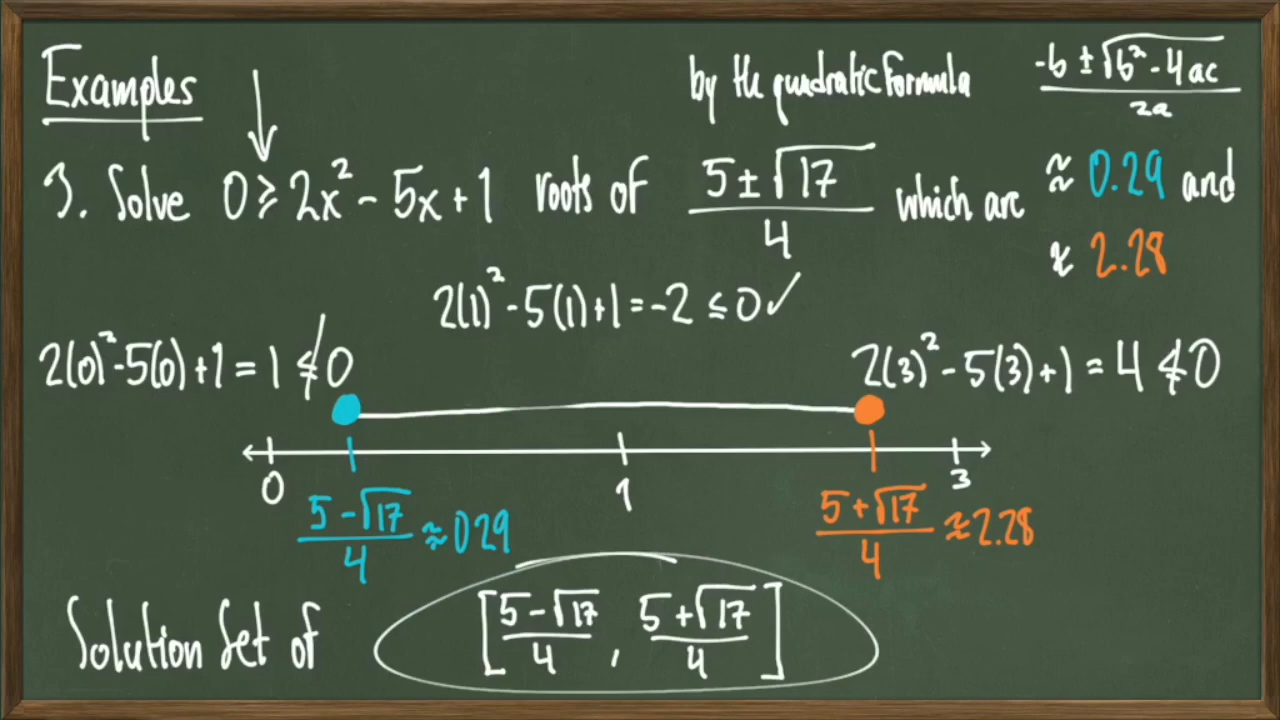 Examples
by the quadratic formula (-b ± √(b² - 4ac))/2a
3. Solve 0 ≥ 2x² - 5x + 1 roots of (5 ± √17)/4 which are ≈ 0.29 and
≈ 2.28
2(1)² - 5(1) + 1 = -2 ≤ 0 ✓
2(0)² - 5(0) + 1 = 1 ≰ 0
2(3)² - 5(3) + 1 = 4 ≰ 0
0 1 3
(5 - √17)/4 ≈ 029
(5 + √17)/4 ≈ 2.28
Solution Set of [(5 - √17)/4 , (5 + √17)/4]